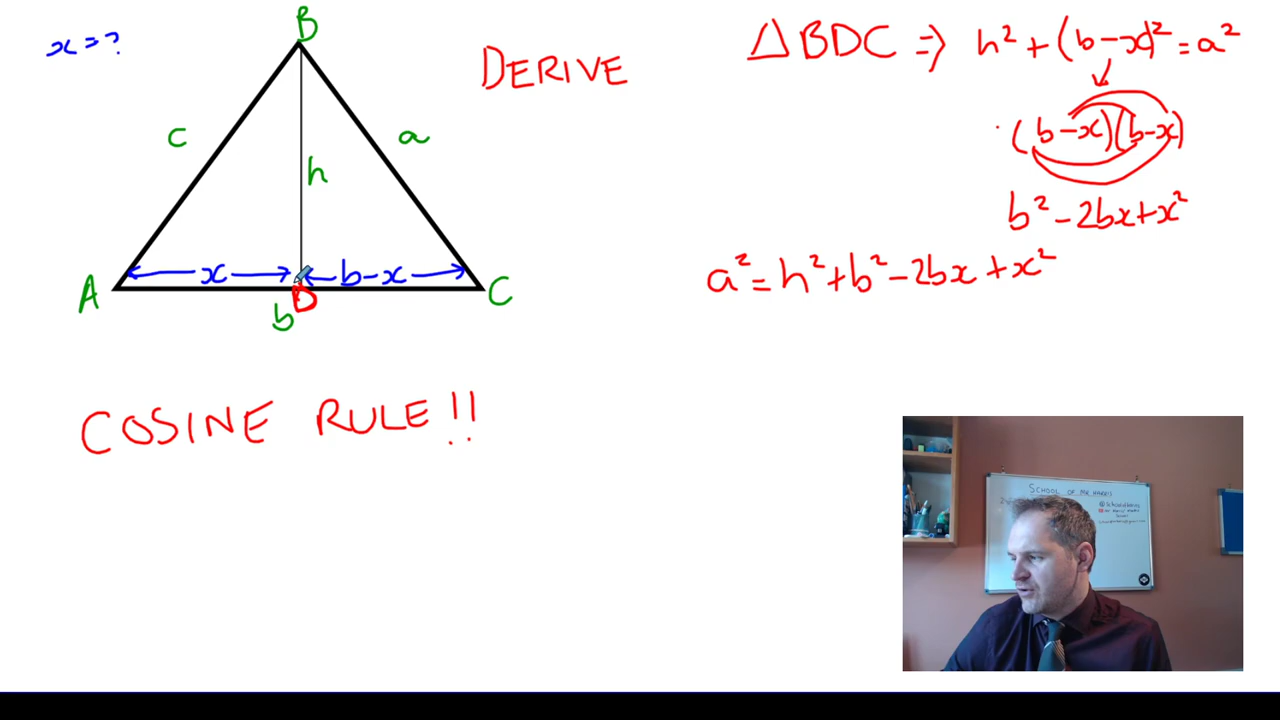 x = ?
B
c
a
h
x
b-x
A
D
C
b
DERIVE
COSINE RULE!!
△BDC ⇒ h² + (b-x)² = a²
(b-x)(b-x)
b² - 2bx + x²
a² = h² + b² - 2bx + x²
SCHOOL OF MR HARRIS